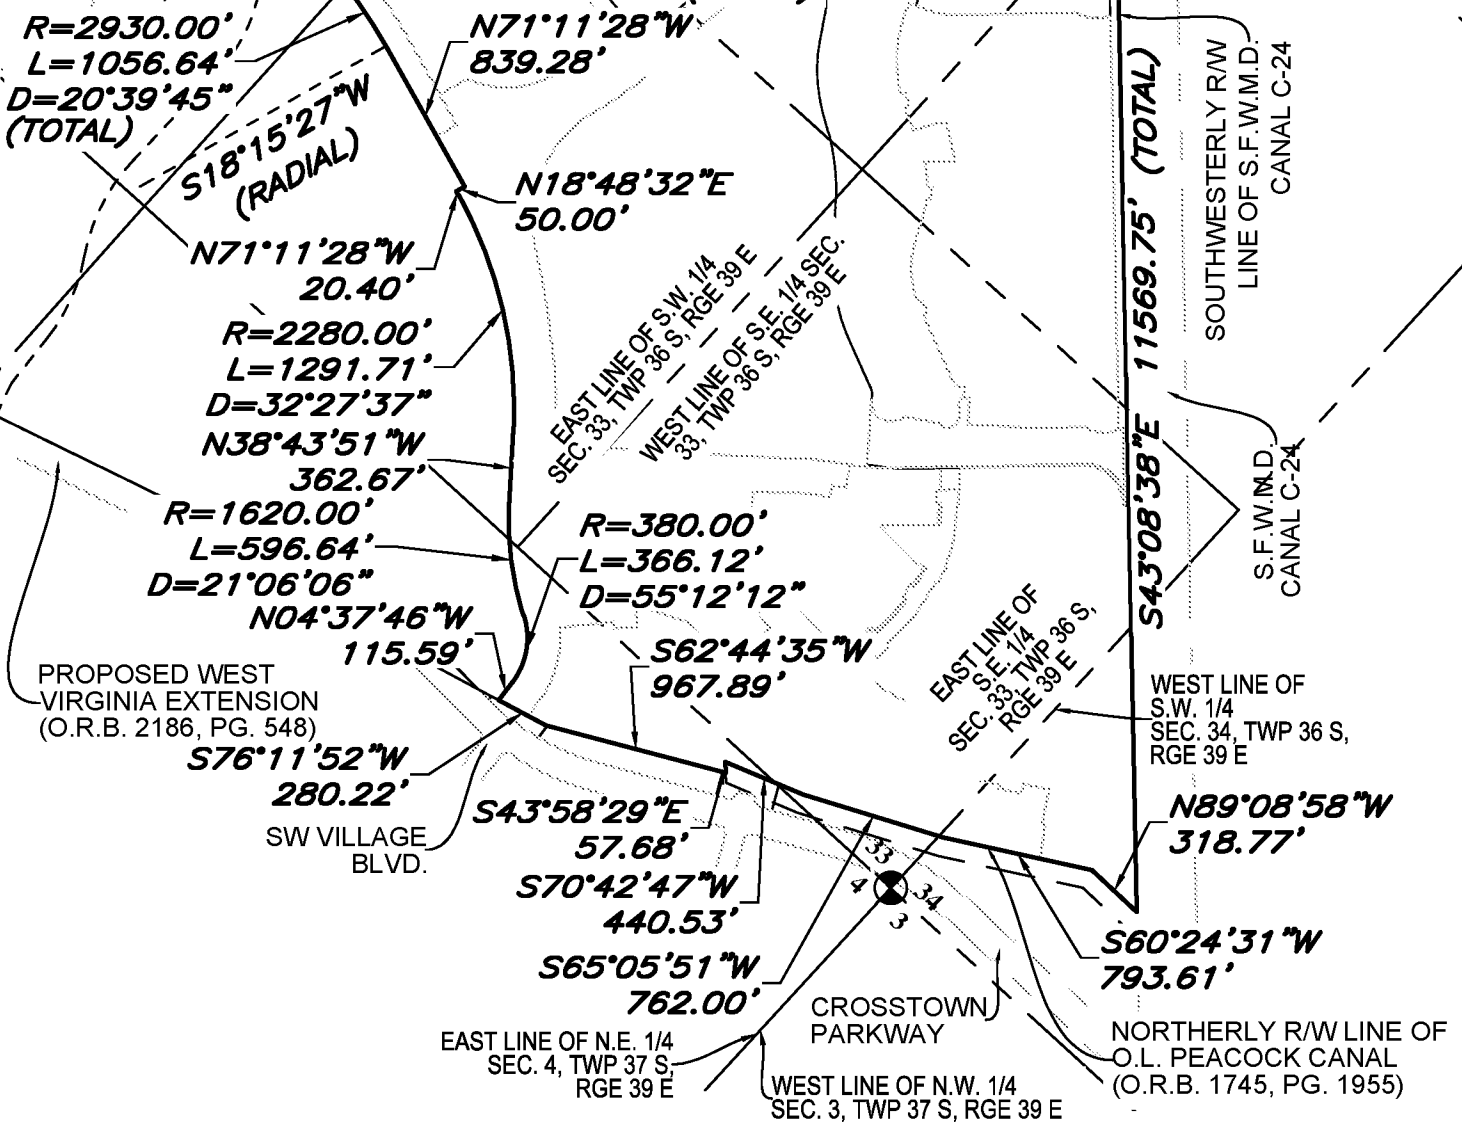 R=2930.00'
L=1056.64'
D=20°39'45"
(TOTAL)
S18°15'27"W
(RADIAL)
N71°11'28"W
839.28'
N18°48'32"E
50.00'
N71°11'28"W
20.40'
R=2280.00'
L=1291.71'
D=32°27'37"
N38°43'51"W
362.67'
R=1620.00'
L=596.64'
D=21°06'06"
N04°37'46"W
115.59'
R=380.00'
L=366.12'
D=55°12'12"
EAST LINE OF S.W. 1/4
SEC. 33, TWP 36 S, RGE 39 E
WEST LINE OF S.E. 1/4 SEC.
33, TWP 36 S, RGE 39 E
S43°08'38"E 11569.75' (TOTAL)
SOUTHWESTERLY R/W
LINE OF S.F.W.M.D.
CANAL C-24
S.F.W.M.D.
CANAL C-24
PROPOSED WEST
VIRGINIA EXTENSION
(O.R.B. 2186, PG. 548)
S62°44'35"W
967.89'
EAST LINE OF
S.E. 1/4
SEC. 33, TWP 36 S,
RGE 39 E
WEST LINE OF
S.W. 1/4
SEC. 34, TWP 36 S,
RGE 39 E
S76°11'52"W
280.22'
SW VILLAGE
BLVD.
S43°58'29"E
57.68'
S70°42'47"W
440.53'
S65°05'51"W
762.00'
33
34
4
3
N89°08'58"W
318.77'
S60°24'31"W
793.61'
CROSSTOWN
PARKWAY
EAST LINE OF N.E. 1/4
SEC. 4, TWP 37 S,
RGE 39 E
WEST LINE OF N.W. 1/4
SEC. 3, TWP 37 S, RGE 39 E
NORTHERLY R/W LINE OF
O.L. PEACOCK CANAL
(O.R.B. 1745, PG. 1955)